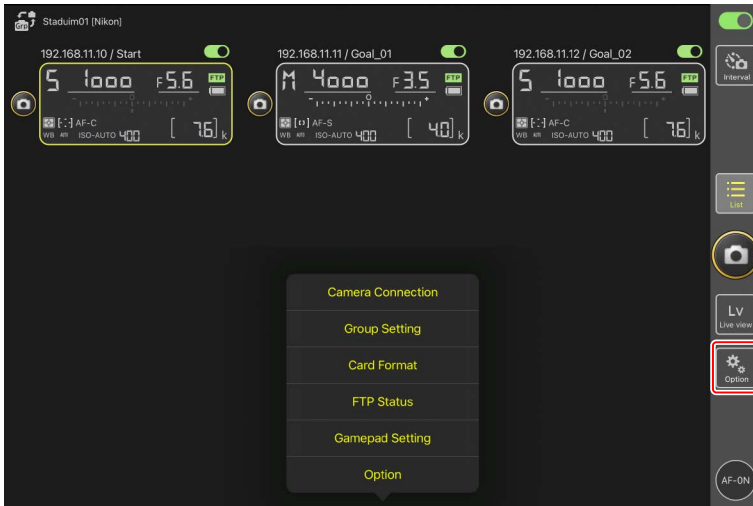 Grp Staduim01 [Nikon]
192.168.11.10 / Start
S 1000 F5.6 FTP
AF-C
WB ISO-AUTO 400 [ 7.6] k
192.168.11.11 / Goal_01
M 4000 F3.5 FTP
AF-S
WB ISO-AUTO 400 [ 4.0] k
192.168.11.12 / Goal_02
S 1000 F5.6 FTP
AF-C
WB ISO-AUTO 400 [ 7.6] k
Interval
List
Lv
Live view
Option
AF-ON
Camera Connection
Group Setting
Card Format
FTP Status
Gamepad Setting
Option